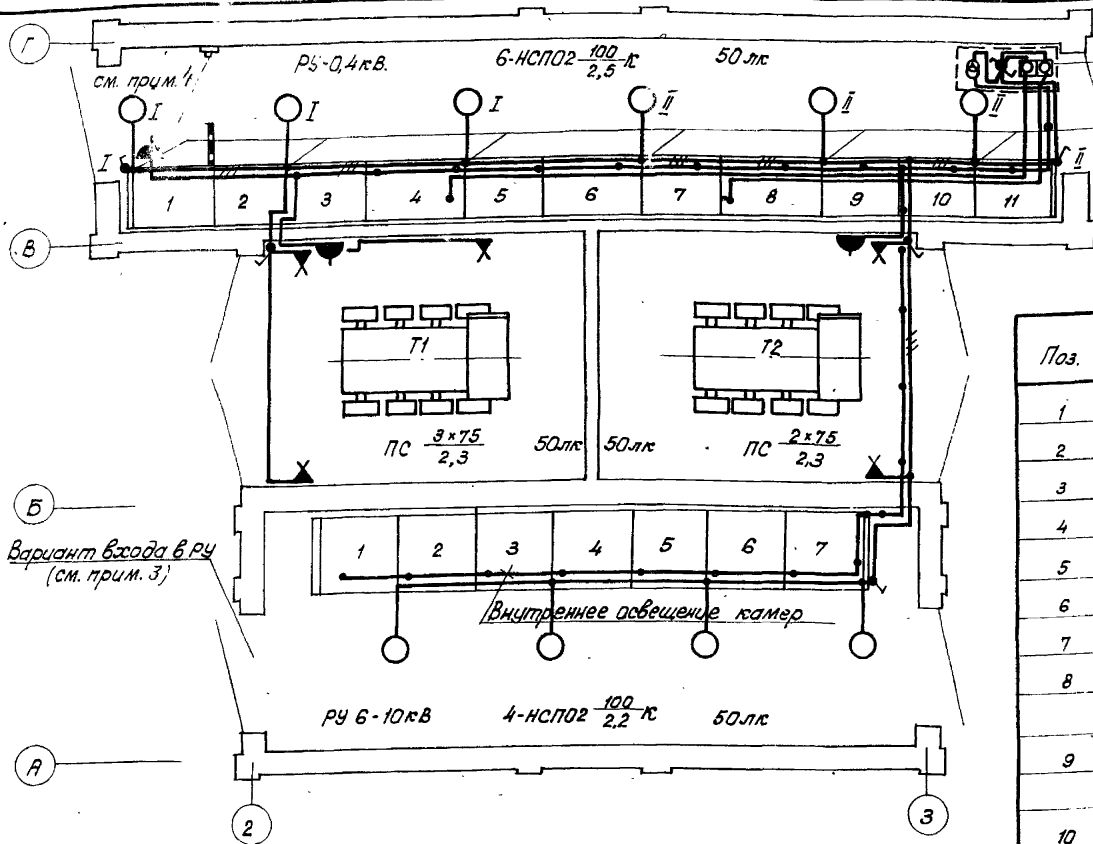 Г
РУ-0,4кВ. 6-НСП02 100/2,5 К 50лк
см. прим. 4
I I I II II II
I II
1 2 3 4 5 6 7 8 9 10 11
В
Т1 Т2
ПС 3×75/2,3 50лк 50лк ПС 2×75/2,3
Поз.
1
2
3
4
5
6
7
8
9
10
Б
Вариант входа в РУ
(см. прим. 3)
1 2 3 4 5 6 7
Внутреннее освещение камер
РУ 6-10кВ 4-НСП02 100/2,2 К 50лк
А
2 3